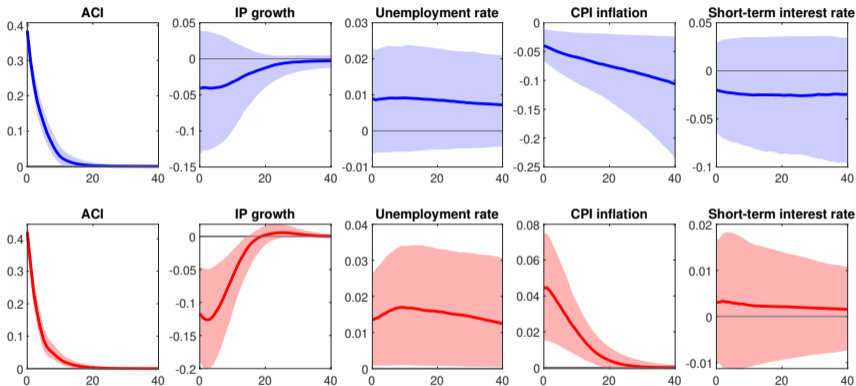 ACI IP growth Unemployment rate CPI inflation Short-term interest rate
0.4 0.05 0.03 0 0.05
0.3 0 0.02 -0.05 0
0.2 -0.05 0.01 -0.1 -0.05
0.1 -0.1 0 -0.15
-0.2
0 -0.15 -0.01 -0.25 -0.1
0 20 40 0 20 40 0 20 40 0 20 40 0 20 40
ACI IP growth Unemployment rate CPI inflation Short-term interest rate
0.4 0 0.04 0.08 0.02
0.3 -0.05 0.03 0.06 0.01
0.2 -0.1 0.02 0.04 0
0.1 -0.15 0.01 0.02 -0.01
0 -0.2 0 0
0 20 40 0 20 40 0 20 40 0 20 40 0 20 40